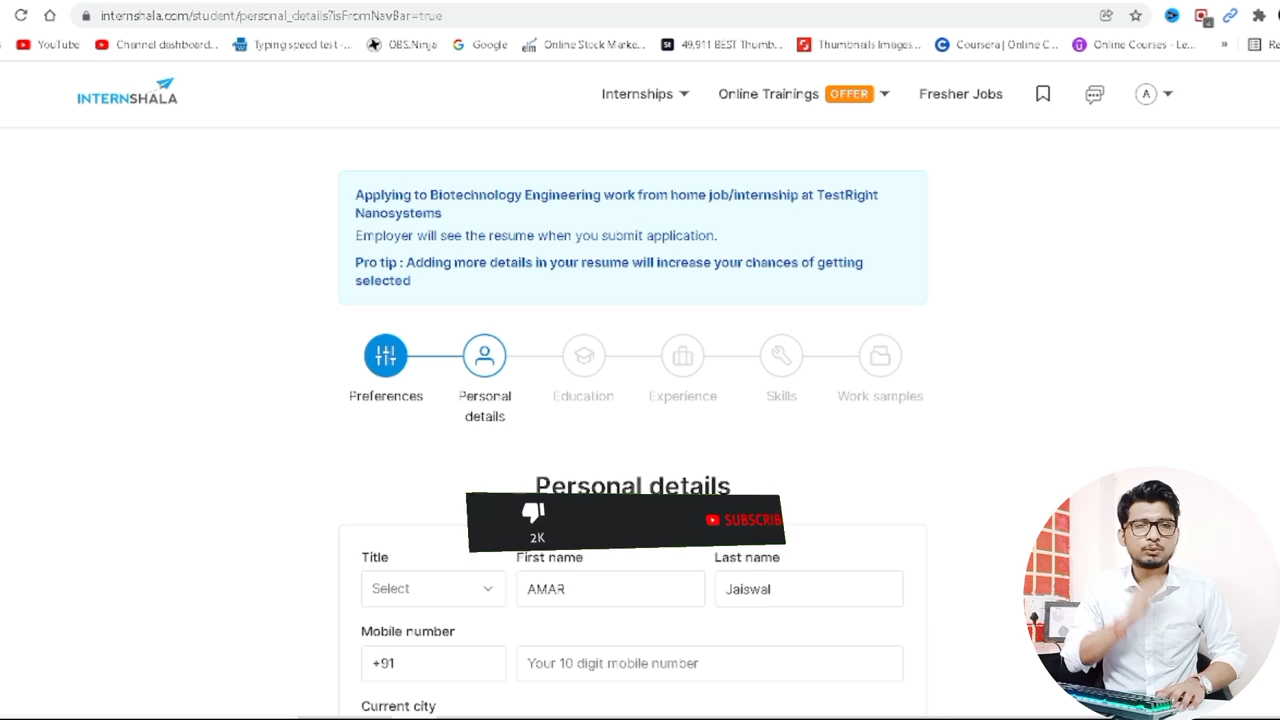 internshala.com/student/personal_details?isFromNavBar=true
YouTube Channel dashboard... Typing speed test -... OBS.Ninja Google Online Stock Marke... 49,911 BEST Thumb... Thumbnails Images... Coursera | Online C... Online Courses - Le... » Re
INTERNSHALA Internships Online Trainings OFFER Fresher Jobs A
Applying to Biotechnology Engineering work from home job/internship at TestRight
Nanosystems
Employer will see the resume when you submit application.
Pro tip : Adding more details in your resume will increase your chances of getting
selected
Preferences Personal details Education Experience Skills Work samples
Personal details
2K SUBSCRIB
Title First name Last name
Select AMAR Jaiswal
Mobile number
+91 Your 10 digit mobile number
Current city